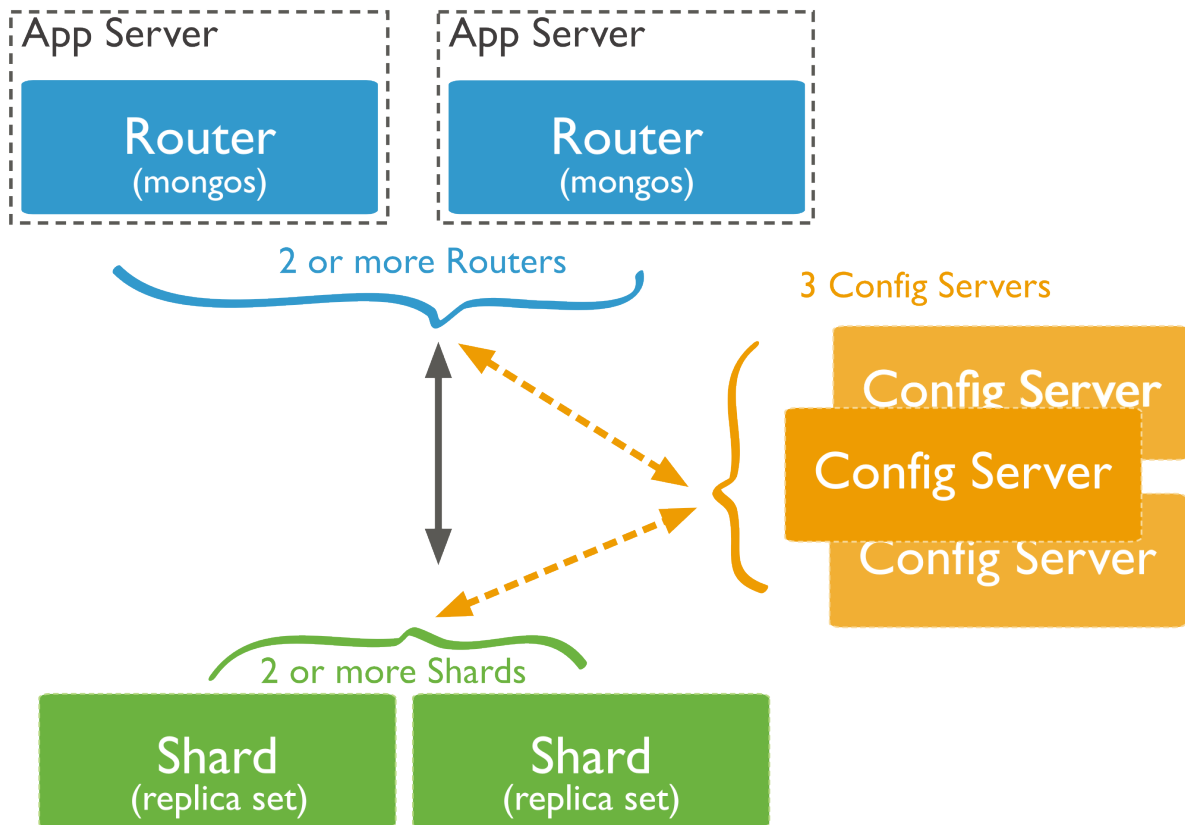 App Server
Router
(mongos)
App Server
Router
(mongos)
2 or more Routers
3 Config Servers
Config Server
Config Server
Config Server
2 or more Shards
Shard
(replica set)
Shard
(replica set)